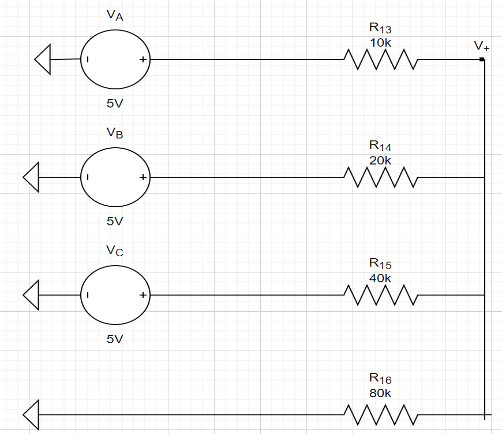 VA
- +
5V
R13
10k
V+
VB
- +
5V
R14
20k
VC
- +
5V
R15
40k
R16
80k